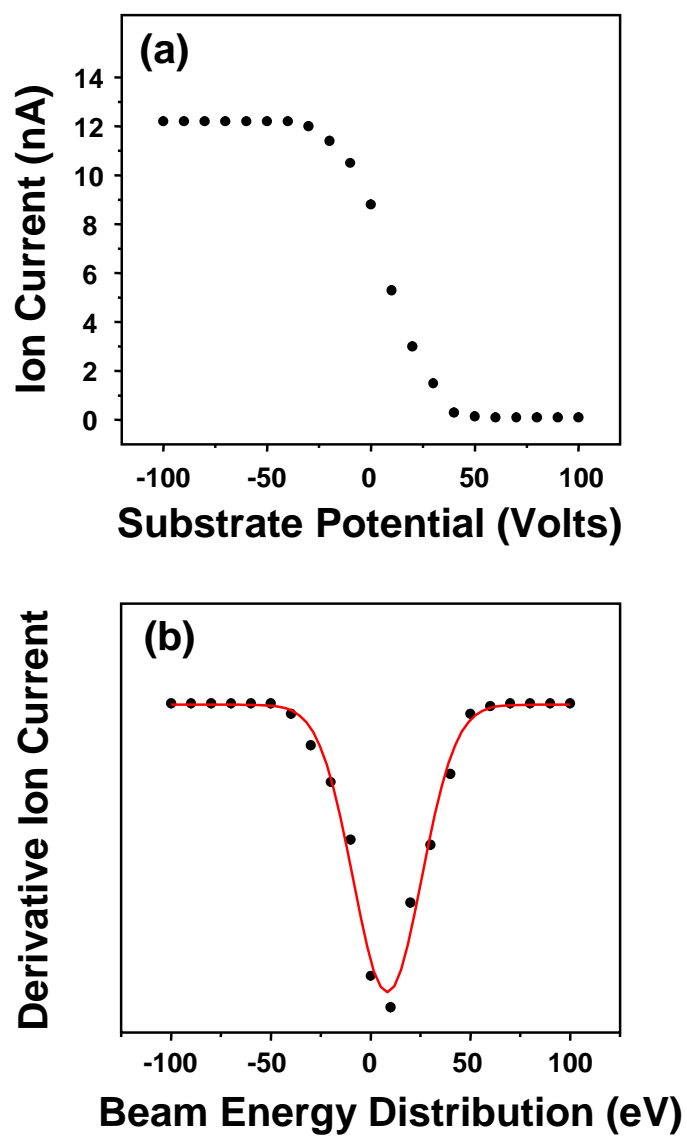 (a)
Ion Current (nA)
14
12
10
8
6
4
2
0
-100 -50 0 50 100
Substrate Potential (Volts)
(b)
Derivative Ion Current
-100 -50 0 50 100
Beam Energy Distribution (eV)